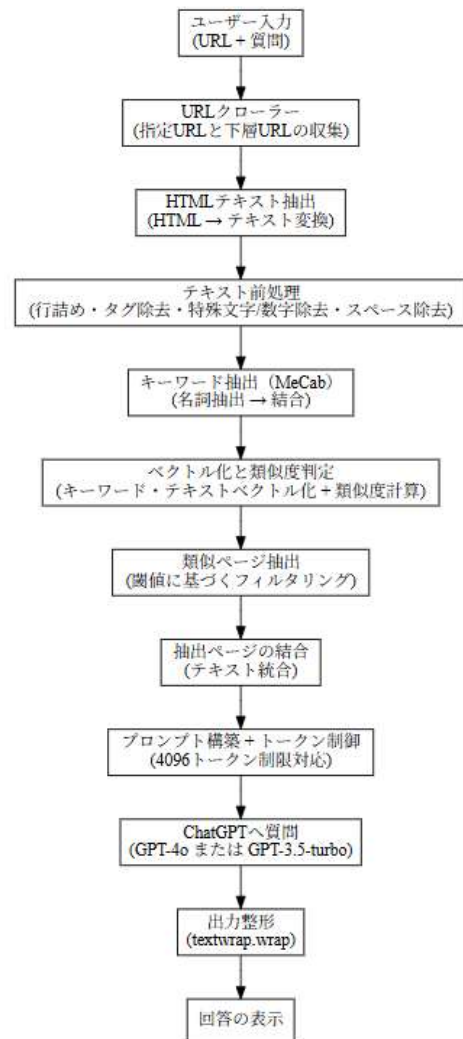 ユーザー入力
(URL + 質問)
URLクローラー
(指定URLと下層URLの収集)
HTMLテキスト抽出
(HTML → テキスト変換)
テキスト前処理
(行詰め・タグ除去・特殊文字/数字除去・スペース除去)
キーワード抽出（MeCab）
(名詞抽出 → 結合)
ベクトル化と類似度判定
(キーワード・テキストベクトル化 + 類似度計算)
類似ページ抽出
(閾値に基づくフィルタリング)
抽出ページの結合
(テキスト統合)
プロンプト構築 + トークン制御
(4096トークン制限対応)
ChatGPTへ質問
(GPT-4o または GPT-3.5-turbo)
出力整形
(textwrap.wrap)
回答の表示